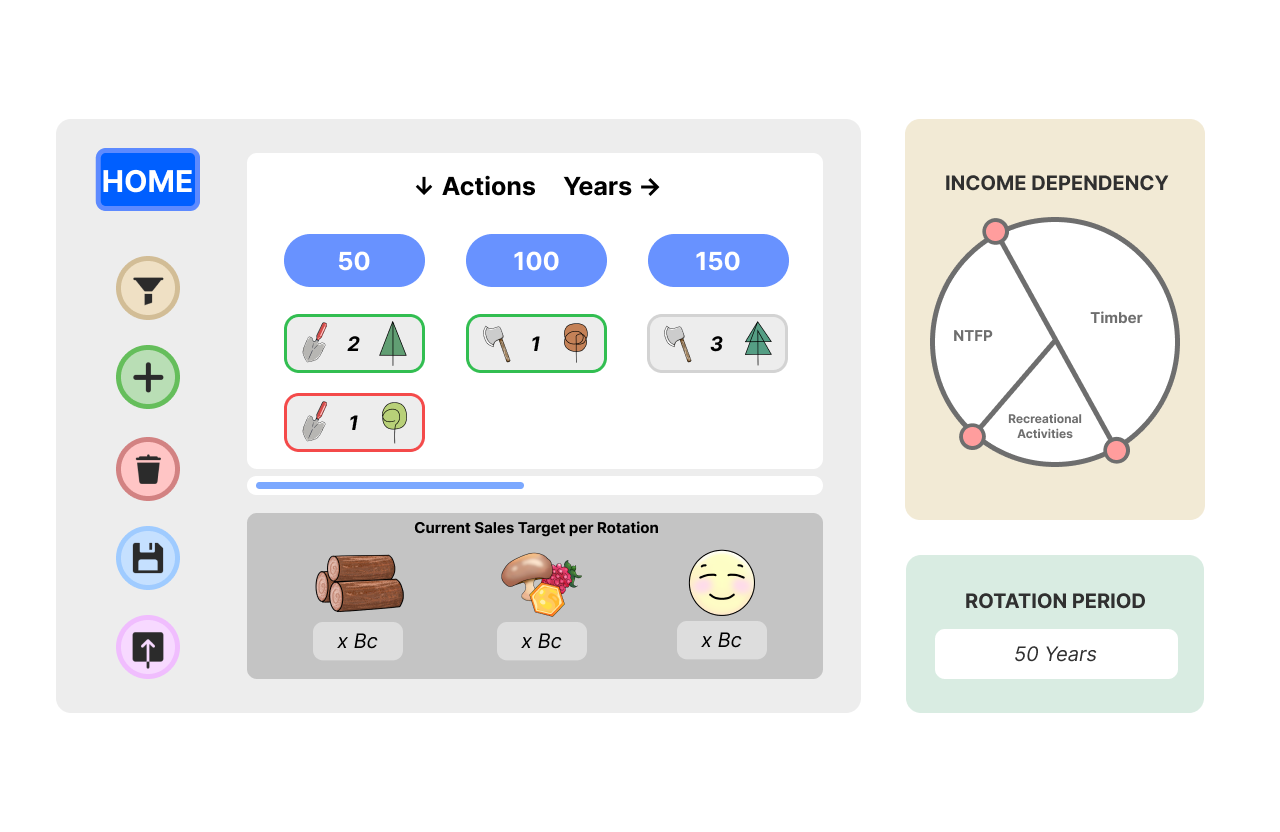 HOME
↓ Actions Years →
50 100 150
2 1 3
1
Current Sales Target per Rotation
x Bc x Bc x Bc
INCOME DEPENDENCY
Timber
NTFP
Recreational
Activities
ROTATION PERIOD
50 Years